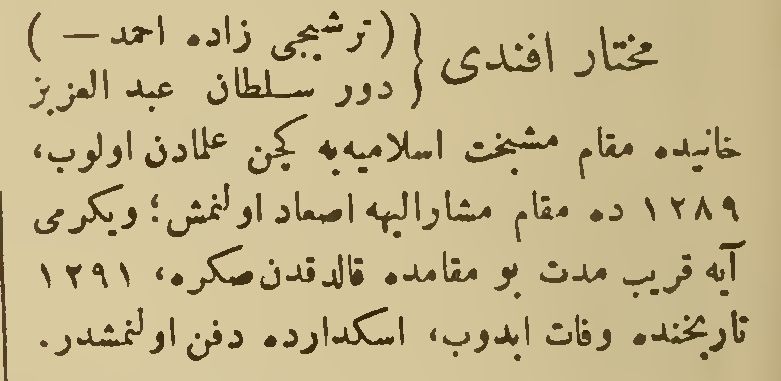 مختار افندی { (ترشیجی زاده احمد — )
دور سلطان عبد العزیز
خانیده مقام مشیخت اسلامیه‌یه کچن علمادن اولوب،
۱۲۸۹ ده مقام مشارالیهه اصعاد اولنمش؛ ویکرمی
آیه قریب مدت بو مقامده قالدقدن صکره، ۱۲۹۱
تاریخنده وفات ایدوب، اسکدارده دفن اولنمشدر.